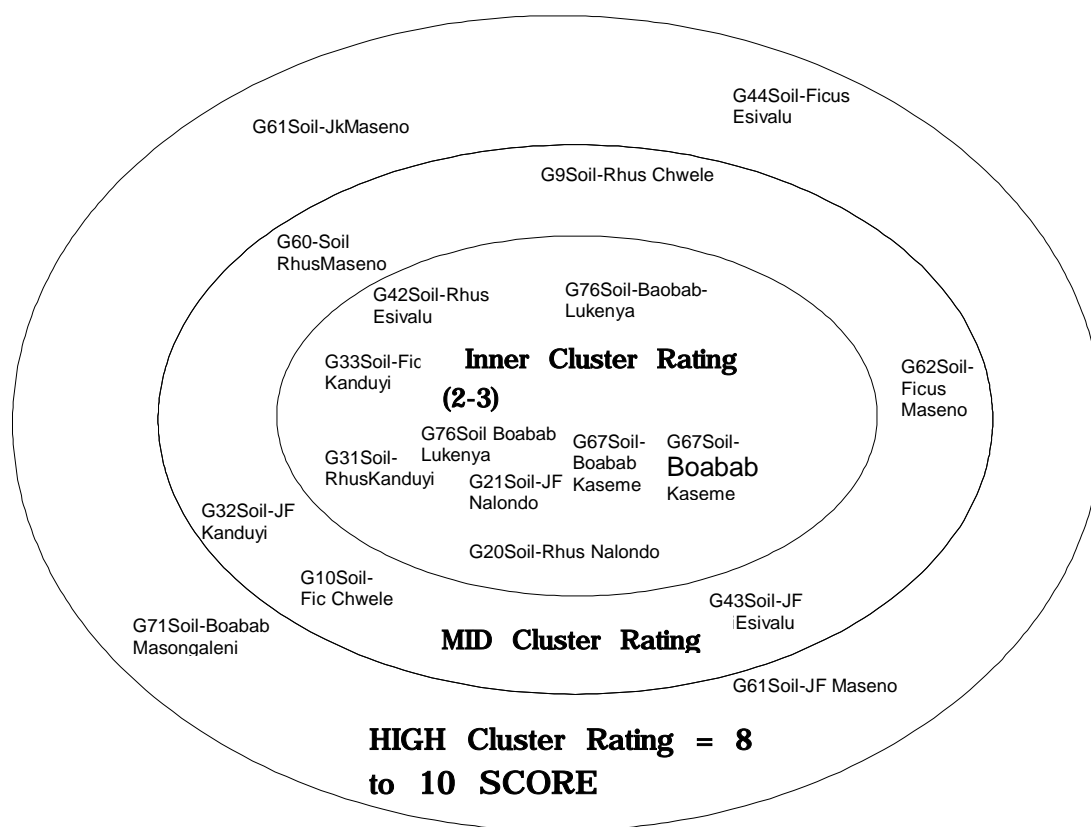 G44Soil-Ficus
Esivalu
G61Soil-JkMaseno
G9Soil-Rhus Chwele
G60-Soil
RhusMaseno
G42Soil-Rhus
Esivalu
G76Soil-Baobab-
Lukenya
G33Soil-Fic
Kanduyi
Inner Cluster Rating
(2-3)
G62Soil-
Ficus
Maseno
G76Soil Boabab
Lukenya
G67Soil-
Boabab
Kaseme
G67Soil-
Boabab
Kaseme
G31Soil-
RhusKanduyi
G21Soil-JF
Nalondo
G32Soil-JF
Kanduyi
G20Soil-Rhus Nalondo
G10Soil-
Fic Chwele
G43Soil-JF
iEsivalu
G71Soil-Boabab
Masongaleni
MID Cluster Rating
G61Soil-JF Maseno
HIGH Cluster Rating = 8
to 10 SCORE